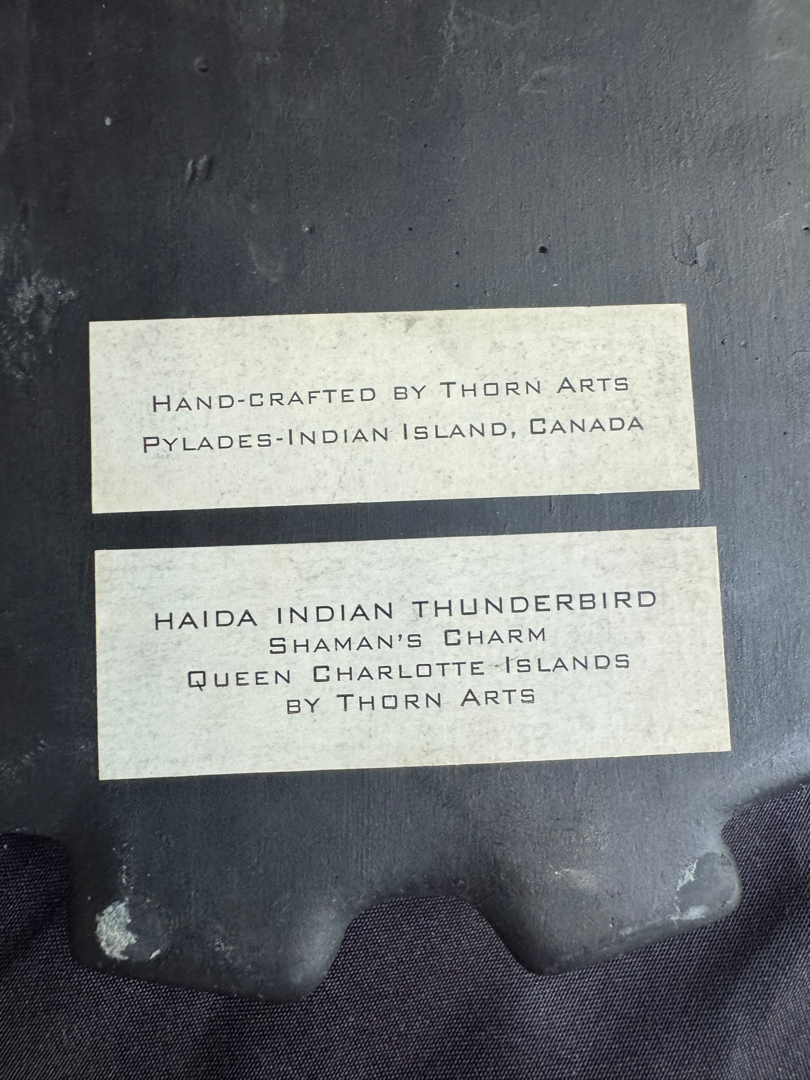 HAND-CRAFTED BY THORN ARTS
PYLADES-INDIAN ISLAND, CANADA
HAIDA INDIAN THUNDERBIRD
SHAMAN'S CHARM
QUEEN CHARLOTTE ISLANDS
BY THORN ARTS